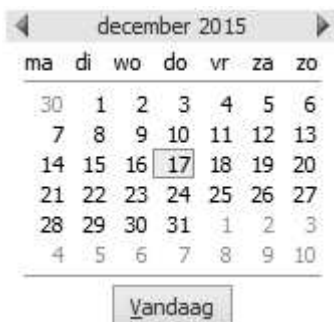 december 2015
ma di wo do vr za zo
30 1 2 3 4 5 6
7 8 9 10 11 12 13
14 15 16 17 18 19 20
21 22 23 24 25 26 27
28 29 30 31 1 2 3
4 5 6 7 8 9 10
Vandaag